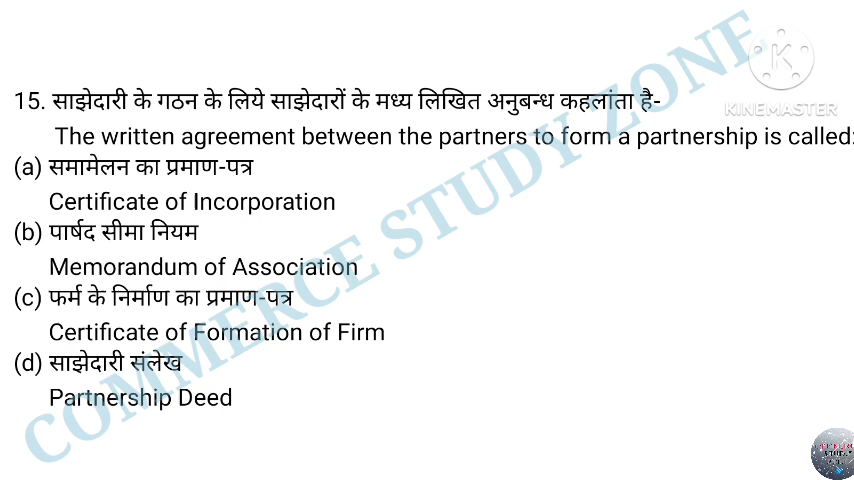 15. साझेदारी के गठन के लिये साझेदारों के मध्य लिखित अनुबन्ध कहलांता है-
The written agreement between the partners to form a partnership is called:
(a) समामेलन का प्रमाण-पत्र
Certificate of Incorporation
(b) पार्षद सीमा नियम
Memorandum of Association
(c) फर्म के निर्माण का प्रमाण-पत्र
Certificate of Formation of Firm
(d) साझेदारी संलेख
Partnership Deed
COMMERCE STUDY ZONE
K
KINEMASTER
STUDY